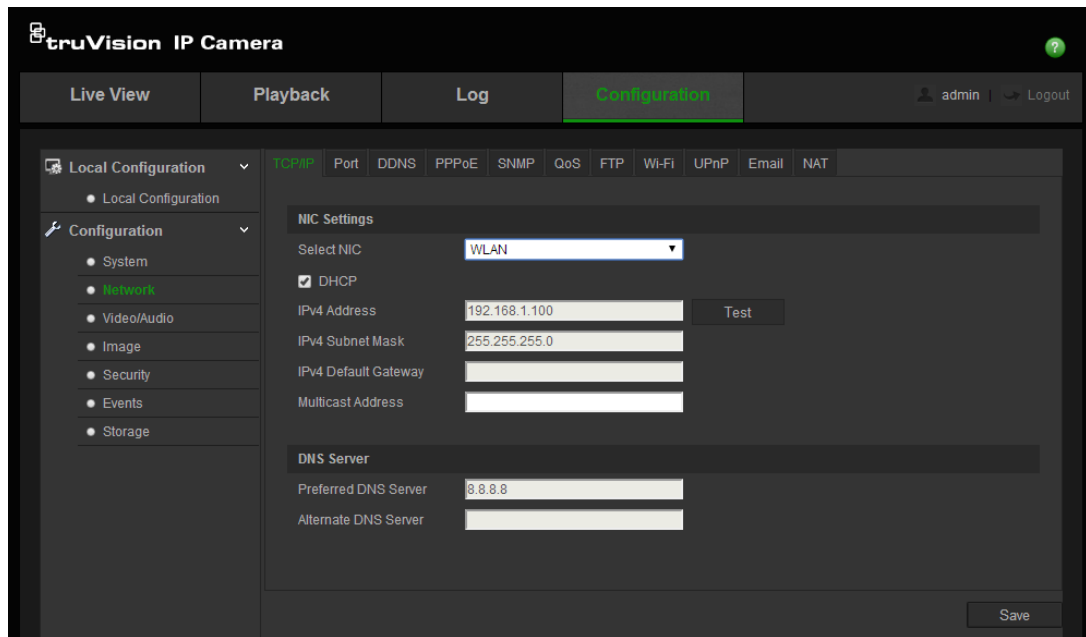 truVision IP Camera
?
Live View Playback Log Configuration admin | Logout
Local Configuration
Local Configuration
Configuration
System
Network
Video/Audio
Image
Security
Events
Storage
TCP/IP Port DDNS PPPoE SNMP QoS FTP Wi-Fi UPnP Email NAT
NIC Settings
Select NIC WLAN
DHCP
IPv4 Address 192.168.1.100 Test
IPv4 Subnet Mask 255.255.255.0
IPv4 Default Gateway
Multicast Address
DNS Server
Preferred DNS Server 8.8.8.8
Alternate DNS Server
Save